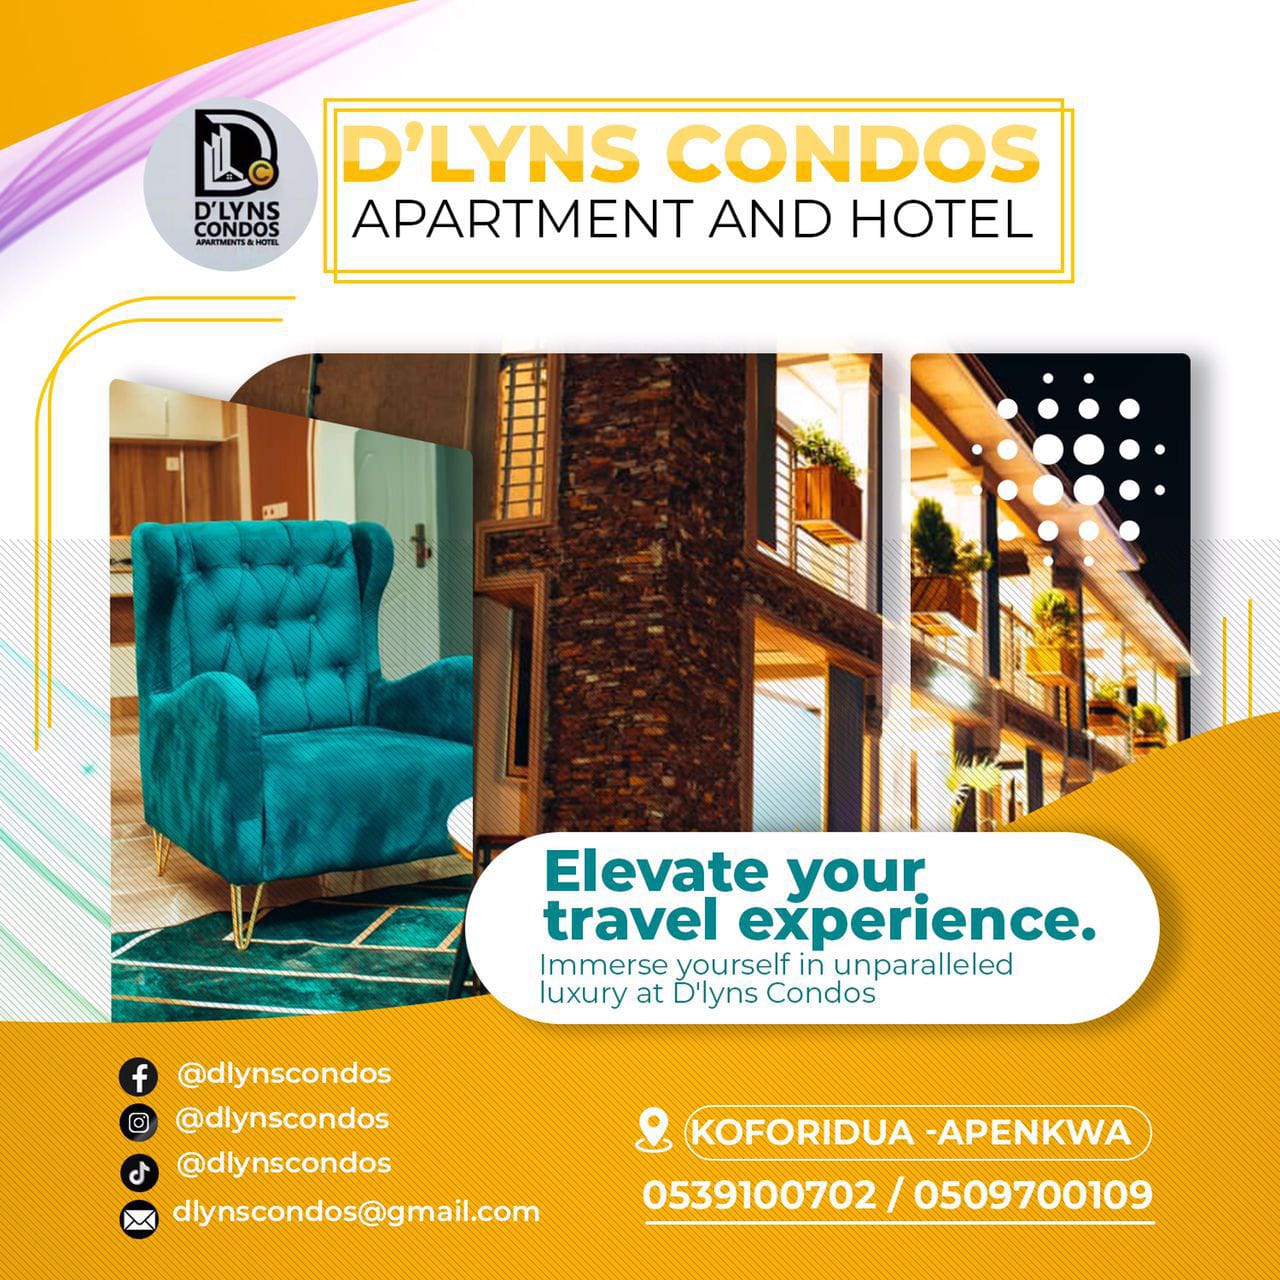 D'LYNS
CONDOS
APARTMENTS & HOTEL
D’LYNS CONDOS
APARTMENT AND HOTEL
Elevate your
travel experience.
Immerse yourself in unparalleled
luxury at D'lyns Condos
@dlynscondos
@dlynscondos
@dlynscondos
dlynscondos@gmail.com
KOFORIDUA -APENKWA
0539100702 / 0509700109